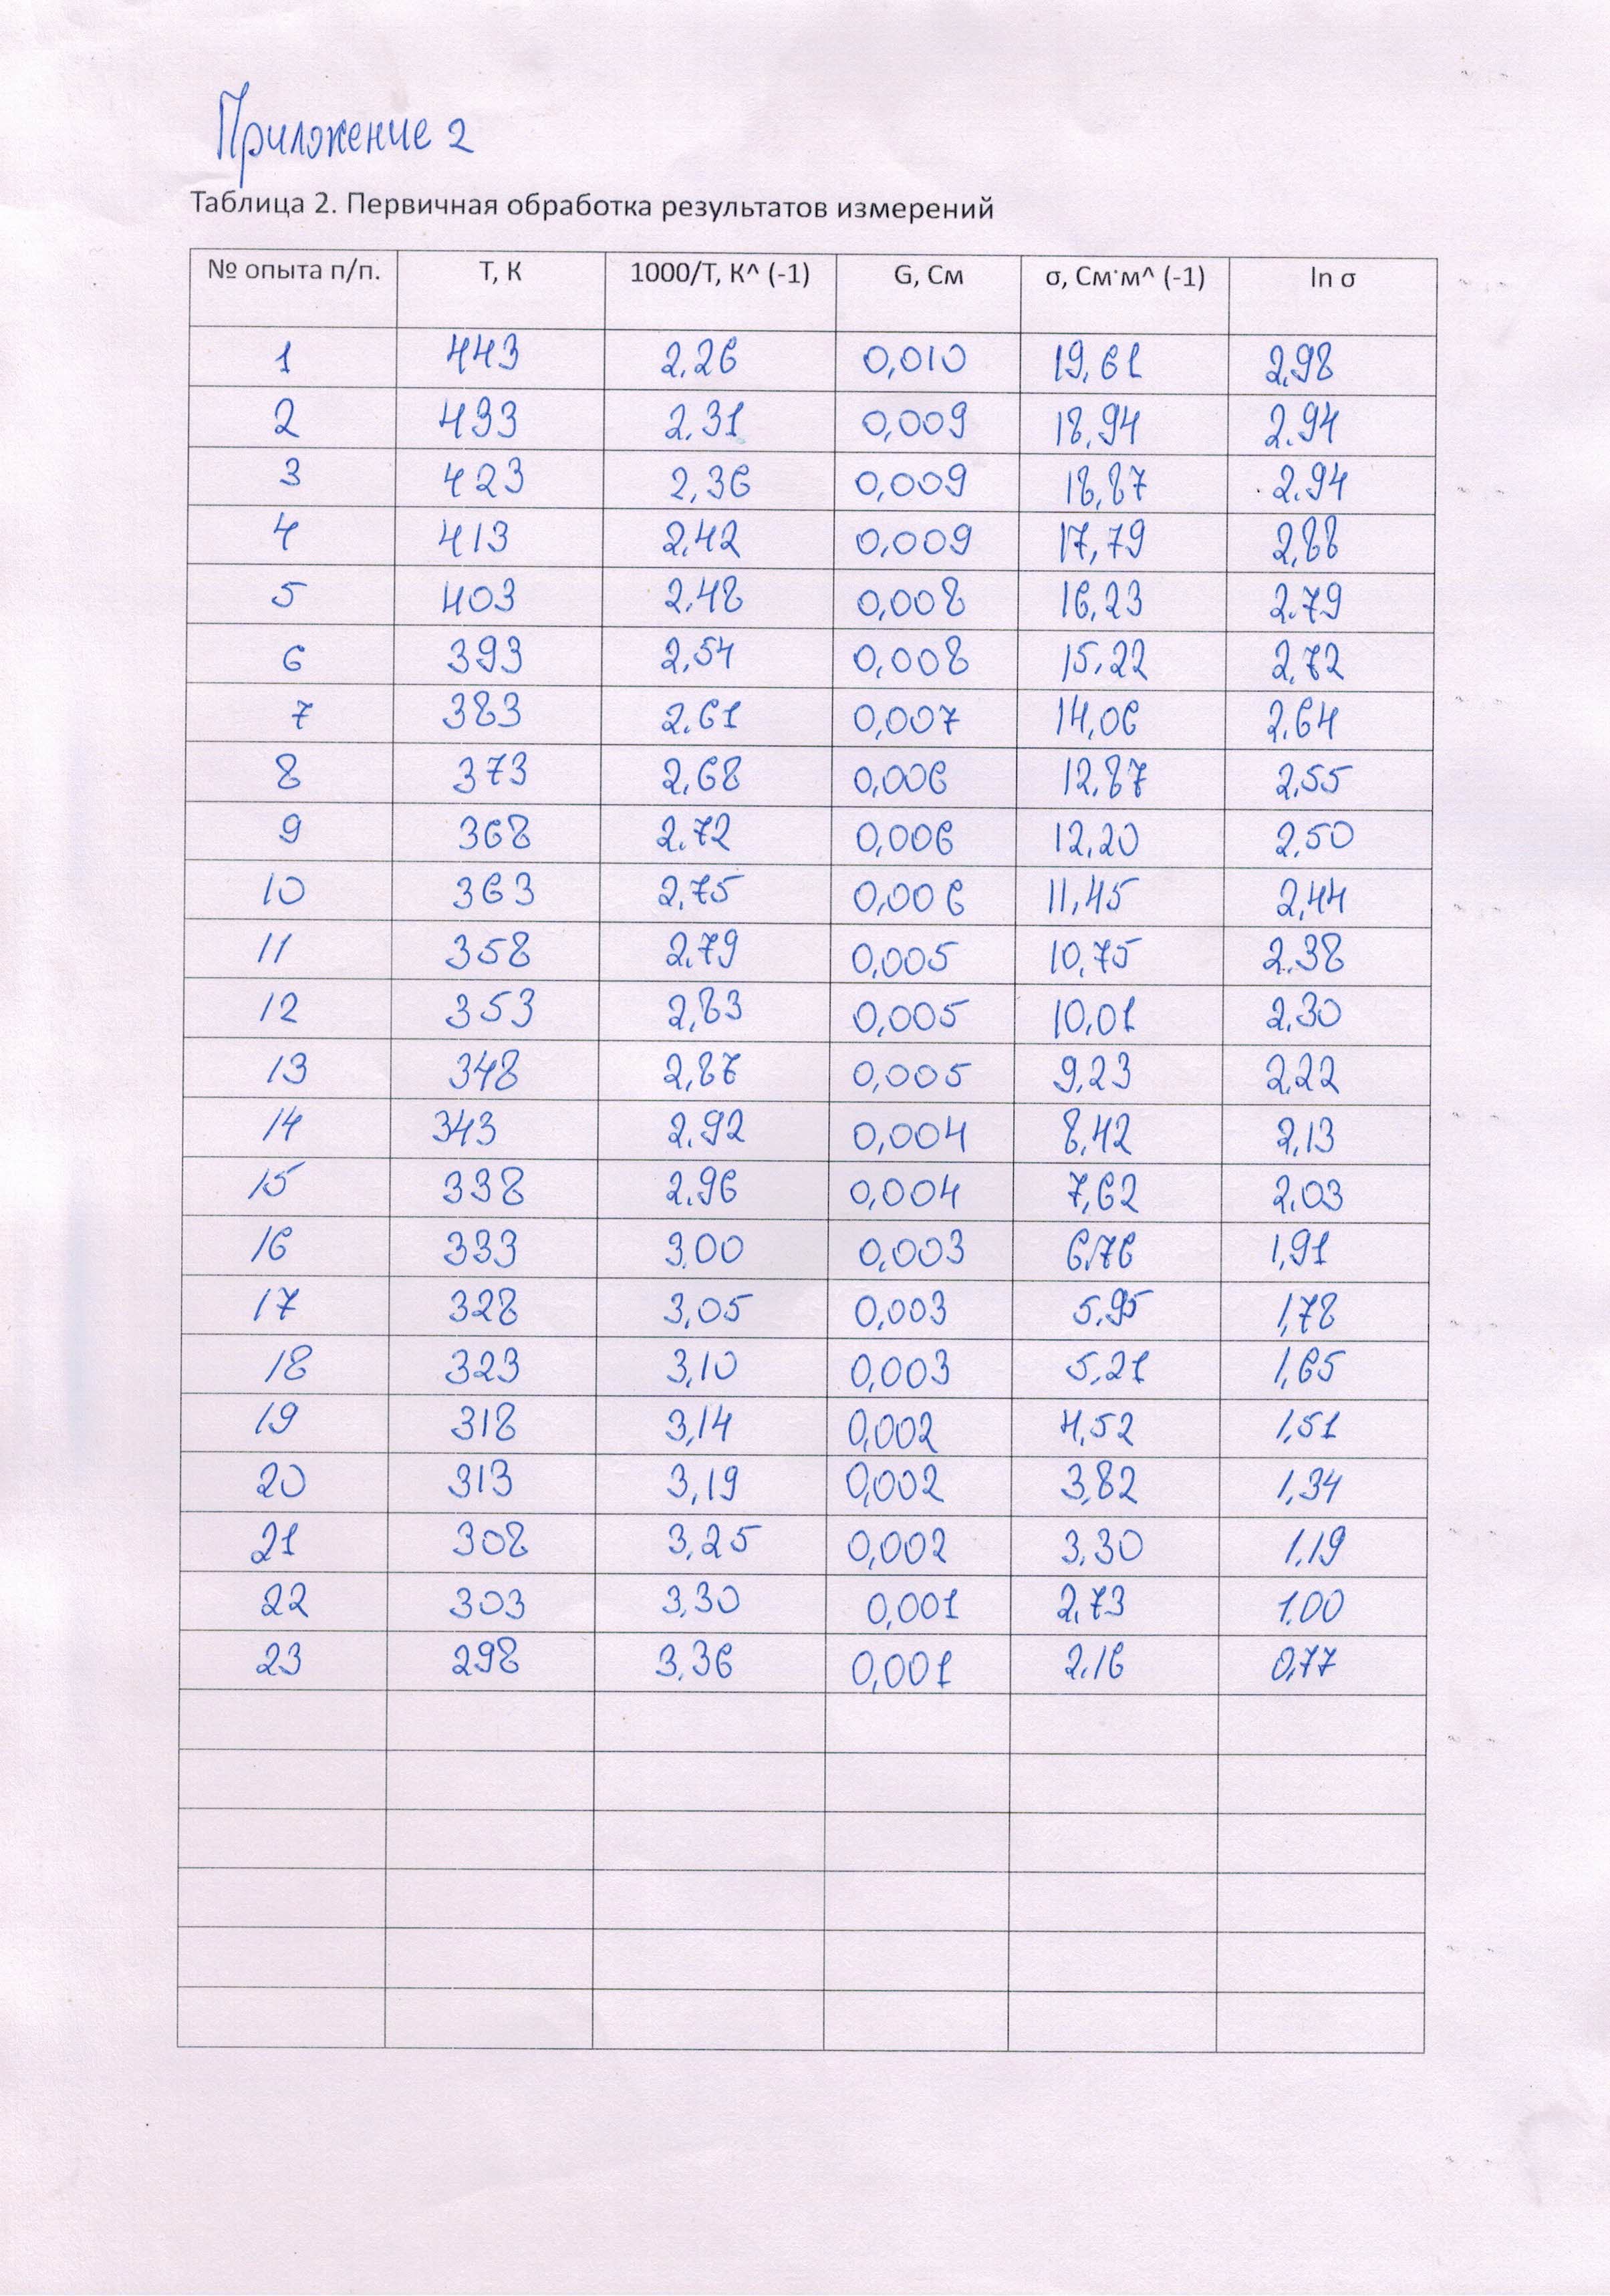 Приложение 2
Таблица 2. Первичная обработка результатов измерений
№ опыта п/п. T, К 1000/T, К^ (-1) G, См σ, См·м^ (-1) ln σ
1 443 2,26 0,010 19,61 2,98
2 433 2,31 0,009 18,94 2.94
3 423 2,36 0,009 18,87 2.94
4 413 2,42 0,009 17,79 2,88
5 403 2,48 0,008 16,23 2.79
6 393 2,54 0,008 15,22 2,72
7 383 2,61 0,007 14,06 2,64
8 373 2,68 0,006 12,87 2,55
9 368 2.72 0,006 12,20 2,50
10 363 2,75 0,006 11,45 2,44
11 358 2,79 0,005 10,75 2.38
12 353 2,83 0,005 10,01 2,30
13 348 2,87 0,005 9,23 2,22
14 343 2.92 0,004 8,42 2,13
15 338 2.96 0,004 7,62 2,03
16 333 3,00 0,003 6,76 1,91
17 328 3,05 0,003 5,95 1,78
18 323 3,10 0,003 5,21 1,65
19 318 3,14 0,002 4,52 1,51
20 313 3,19 0,002 3,82 1,34
21 308 3,25 0,002 3,30 1,19
22 303 3,30 0,001 2,73 1.00
23 298 3,36 0,001 2.16 0,77